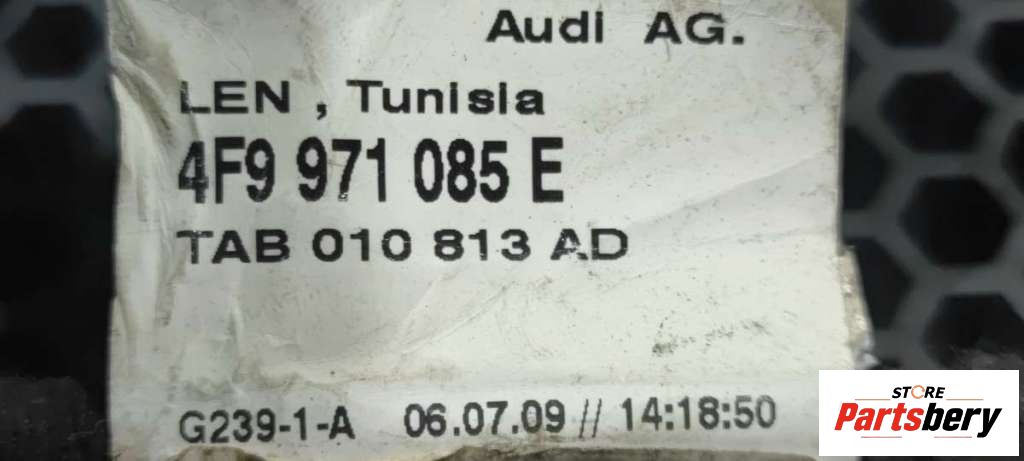 Audi AG.
LEN , Tunisia
4F9 971 085 E
TAB 010 813 AD
G239-1-A 06.07.09 // 14:18:50
STORE
Partsbery